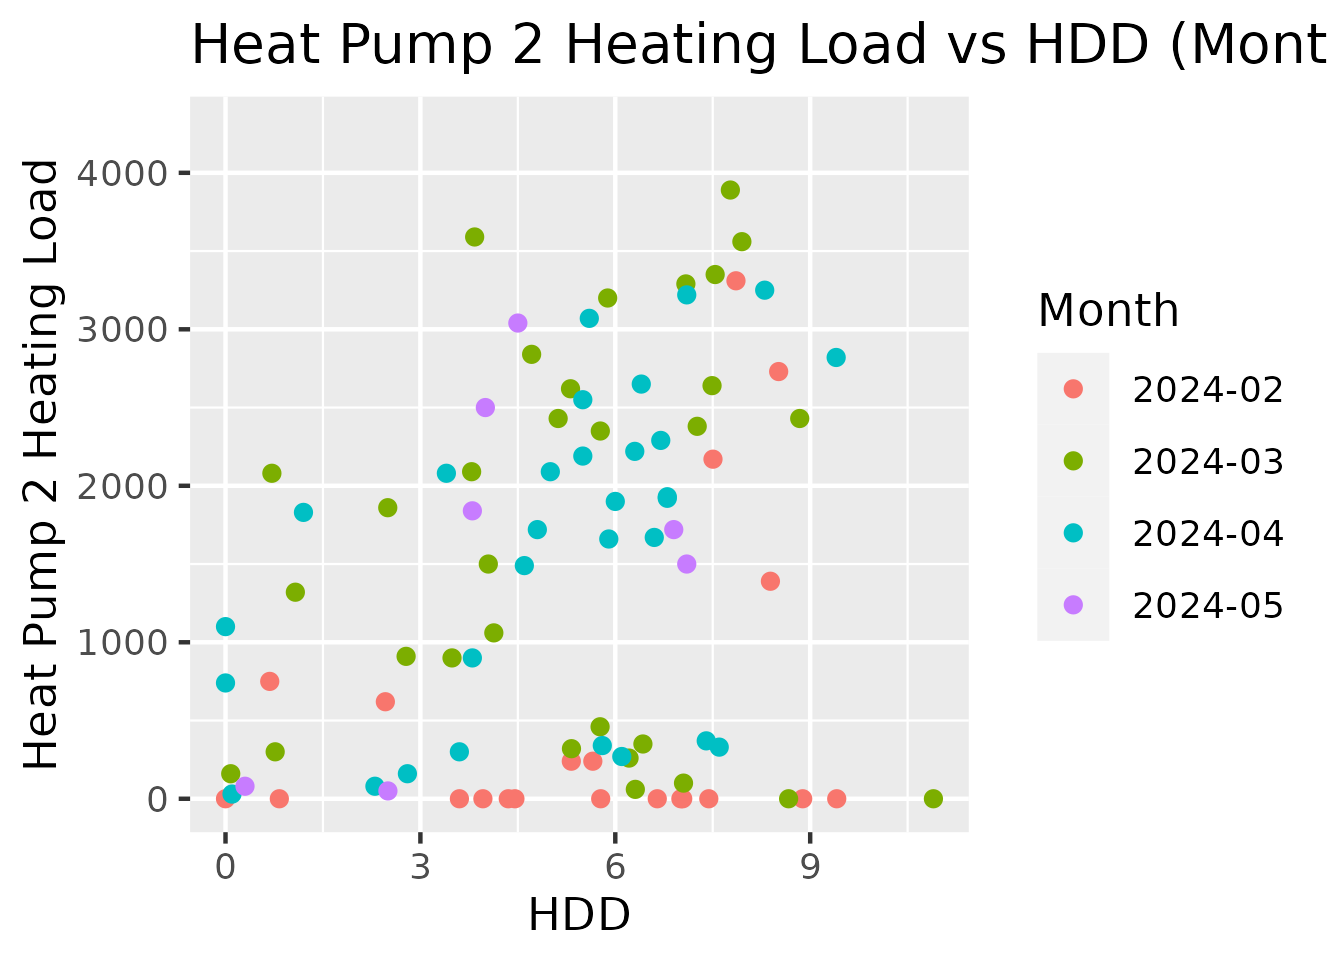 Heat Pump 2 Heating Load vs HDD (Mont
Heat Pump 2 Heating Load
4000
3000
2000
1000
0
0 3 6 9
HDD
Month
2024-02
2024-03
2024-04
2024-05